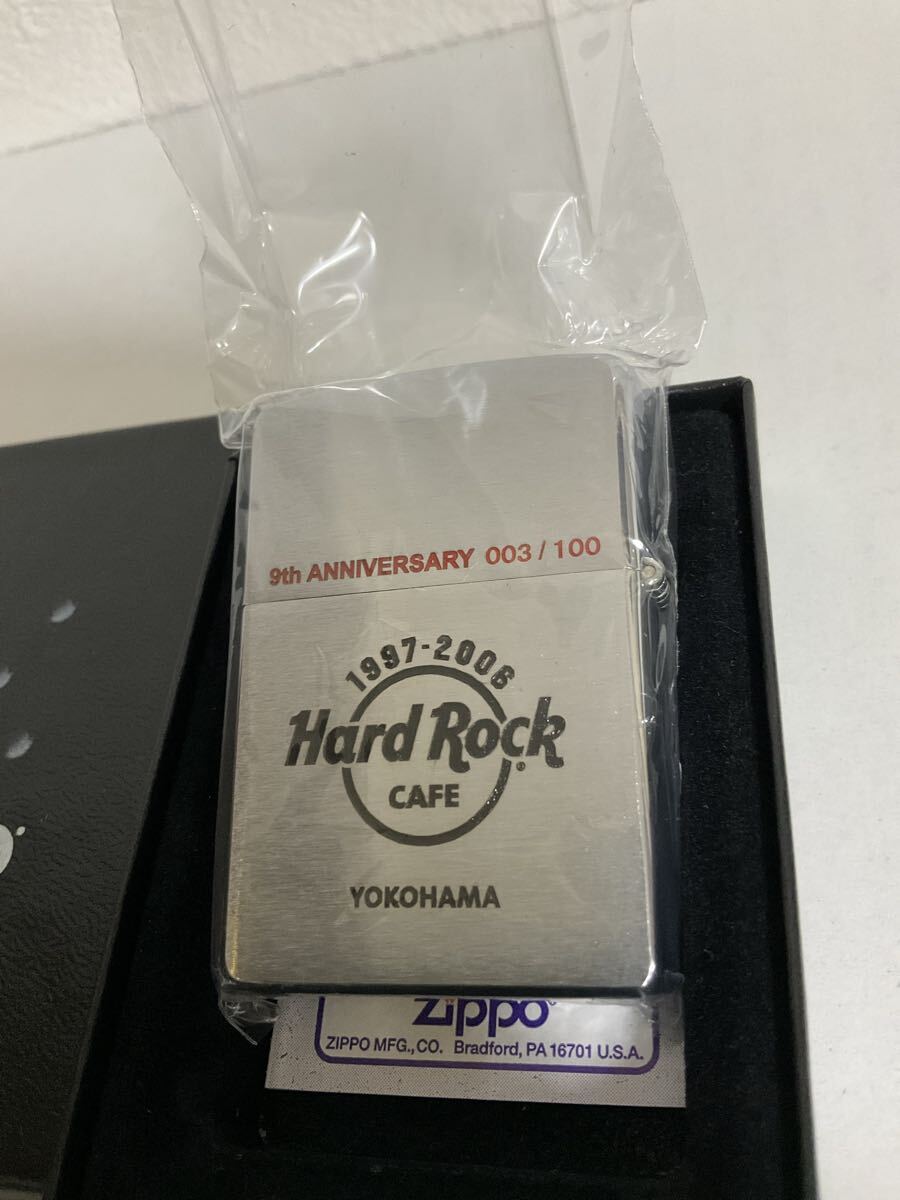 9th ANNIVERSARY 003 / 100
1997-2006
Hard Rock®
CAFE
YOKOHAMA
Zippo
ZIPPO MFG., CO. Bradford, PA 16701 U.S.A.